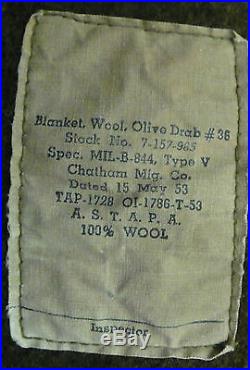 Blanket, Wool, Olive Drab #36
Stock No. 7-157-965
Spec. MIL-B-844, Type V
Chatham Mfg. Co.
Dated 15 May 53
TAP-1728 OI-1786-T-53
A. S. T. A. P. A.
100% WOOL
Inspector